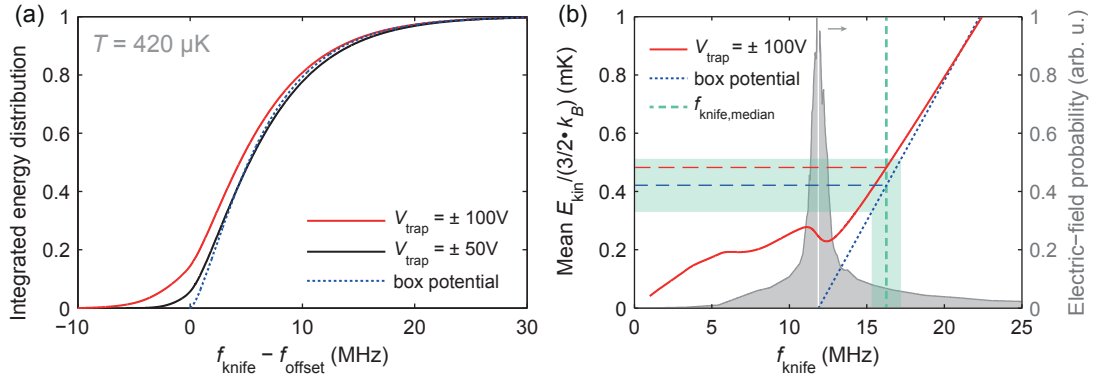 (a)
T = 420 µK
Integrated energy distribution
1
0.8
0.6
0.4
0.2
0
V_trap = ± 100V
V_trap = ± 50V
box potential
−10 0 10 20 30
f_knife − f_offset (MHz)
(b)
Mean E_kin/(3/2• k_B) (mK)
1
0.8
0.6
0.4
0.2
0
V_trap = ± 100V
box potential
f_knife,median
0 5 10 15 20 25
f_knife (MHz)
1
0.8
0.6
0.4
0.2
0
Electric−field probability (arb. u.)